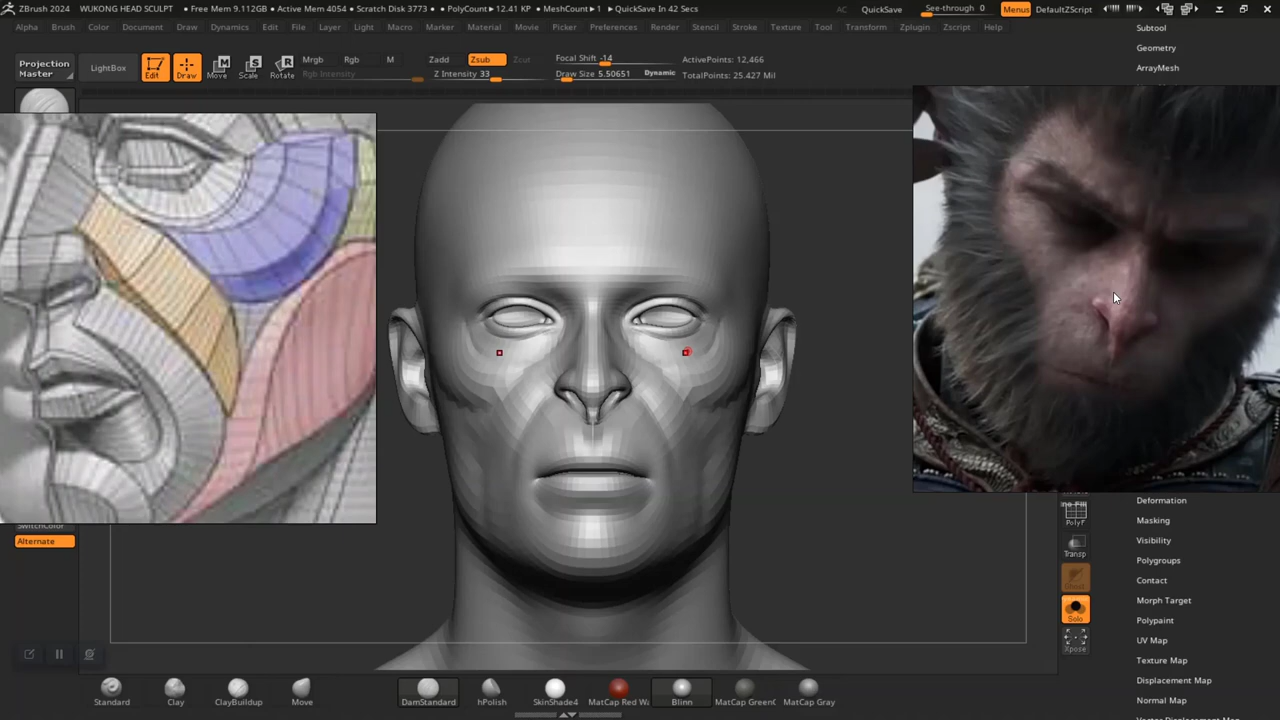 ZBrush 2024 WUKONG HEAD SCULPT • Free Mem 9.112GB • Active Mem 4054 • Scratch Disk 3773 • PolyCount▸12.41 KP • MeshCount▸1 ▸QuickSave In 42 Secs AC QuickSave See-through 0 Menus DefaultZScript
Alpha Brush Color Document Draw Dynamics Edit File Layer Light Macro Marker Material Movie Picker Preferences Render Stencil Stroke Texture Tool Transform Zplugin Zscript Help
Subtool
Geometry
ArrayMesh
Projection Master
LightBox
Edit
Draw
Move
Scale
Rotate
Mrgb Rgb M
Rgb Intensity
Zadd Zsub Zcut
Z Intensity 33
Focal Shift -14
Draw Size 5.50651 Dynamic
ActivePoints: 12,466
TotalPoints: 25.427 Mil
SwitchColor
Alternate
PolyF
Transp
Ghost
Solo
Xpose
Deformation
Masking
Visibility
Polygroups
Contact
Morph Target
Polypaint
UV Map
Texture Map
Displacement Map
Normal Map
Standard Clay ClayBuildup Move DamStandard hPolish SkinShade4 MatCap Red Wa Blinn MatCap GreenC MatCap Gray